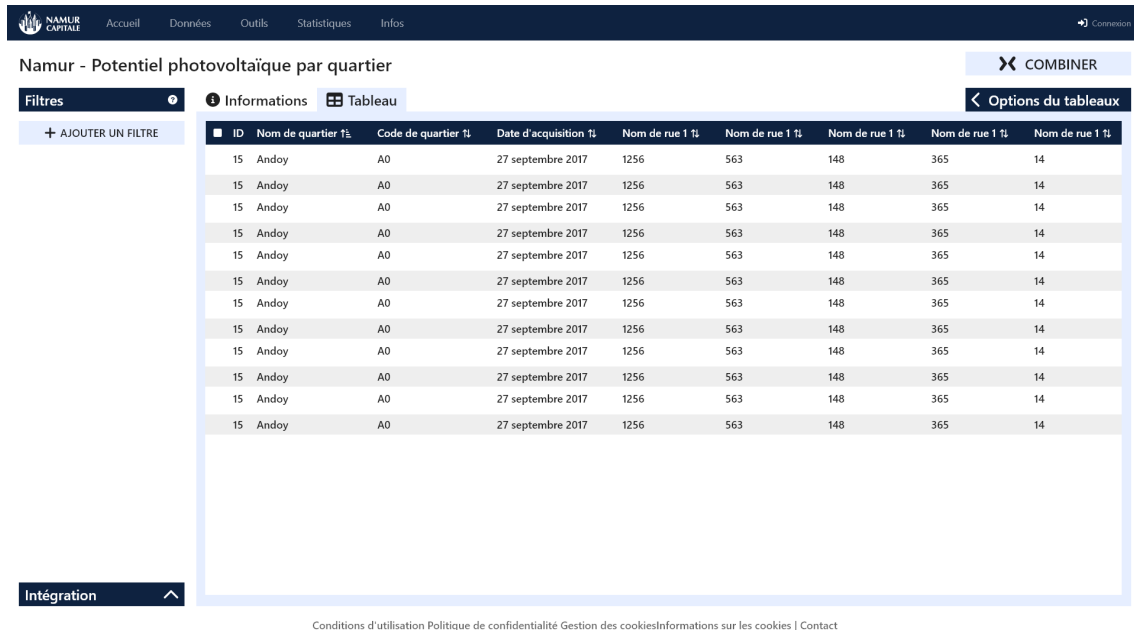 NAMUR CAPITALE Accueil Données Outils Statistiques Infos Connexion
Namur - Potentiel photovoltaïque par quartier COMBINER
Filtres Informations Tableau Options du tableaux
AJOUTER UN FILTRE
ID Nom de quartier Code de quartier Date d'acquisition Nom de rue 1 Nom de rue 1 Nom de rue 1 Nom de rue 1 Nom de rue 1
15 Andoy A0 27 septembre 2017 1256 563 148 365 14
15 Andoy A0 27 septembre 2017 1256 563 148 365 14
15 Andoy A0 27 septembre 2017 1256 563 148 365 14
15 Andoy A0 27 septembre 2017 1256 563 148 365 14
15 Andoy A0 27 septembre 2017 1256 563 148 365 14
15 Andoy A0 27 septembre 2017 1256 563 148 365 14
15 Andoy A0 27 septembre 2017 1256 563 148 365 14
15 Andoy A0 27 septembre 2017 1256 563 148 365 14
15 Andoy A0 27 septembre 2017 1256 563 148 365 14
15 Andoy A0 27 septembre 2017 1256 563 148 365 14
15 Andoy A0 27 septembre 2017 1256 563 148 365 14
15 Andoy A0 27 septembre 2017 1256 563 148 365 14
Intégration
Conditions d'utilisation Politique de confidentialité Gestion des cookiesInformations sur les cookies | Contact